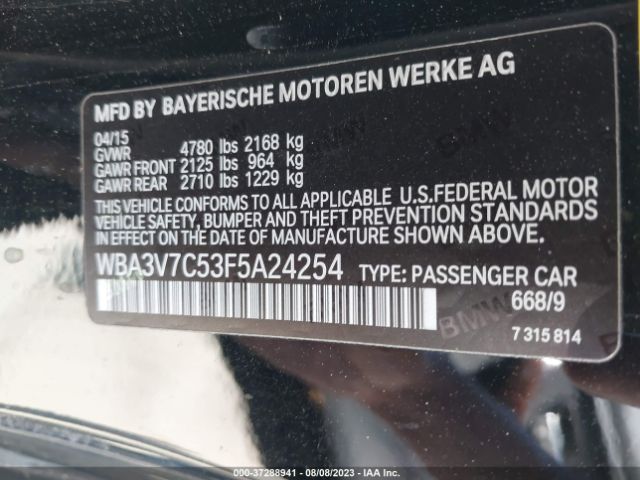 MFD BY BAYERISCHE MOTOREN WERKE AG
04/15
GVWR 4780 lbs 2168 kg
GAWR FRONT 2125 lbs 964 kg
GAWR REAR 2710 lbs 1229 kg
THIS VEHICLE CONFORMS TO ALL APPLICABLE U.S.FEDERAL MOTOR
VEHICLE SAFETY, BUMPER AND THEFT PREVENTION STANDARDS
IN EFFECT ON THE DATE OF MANUFACTURE SHOWN ABOVE.
WBA3V7C53F5A24254 TYPE: PASSENGER CAR
668/9
BMW
7 315 814
000-37288941 - 08/08/2023 - IAA Inc.